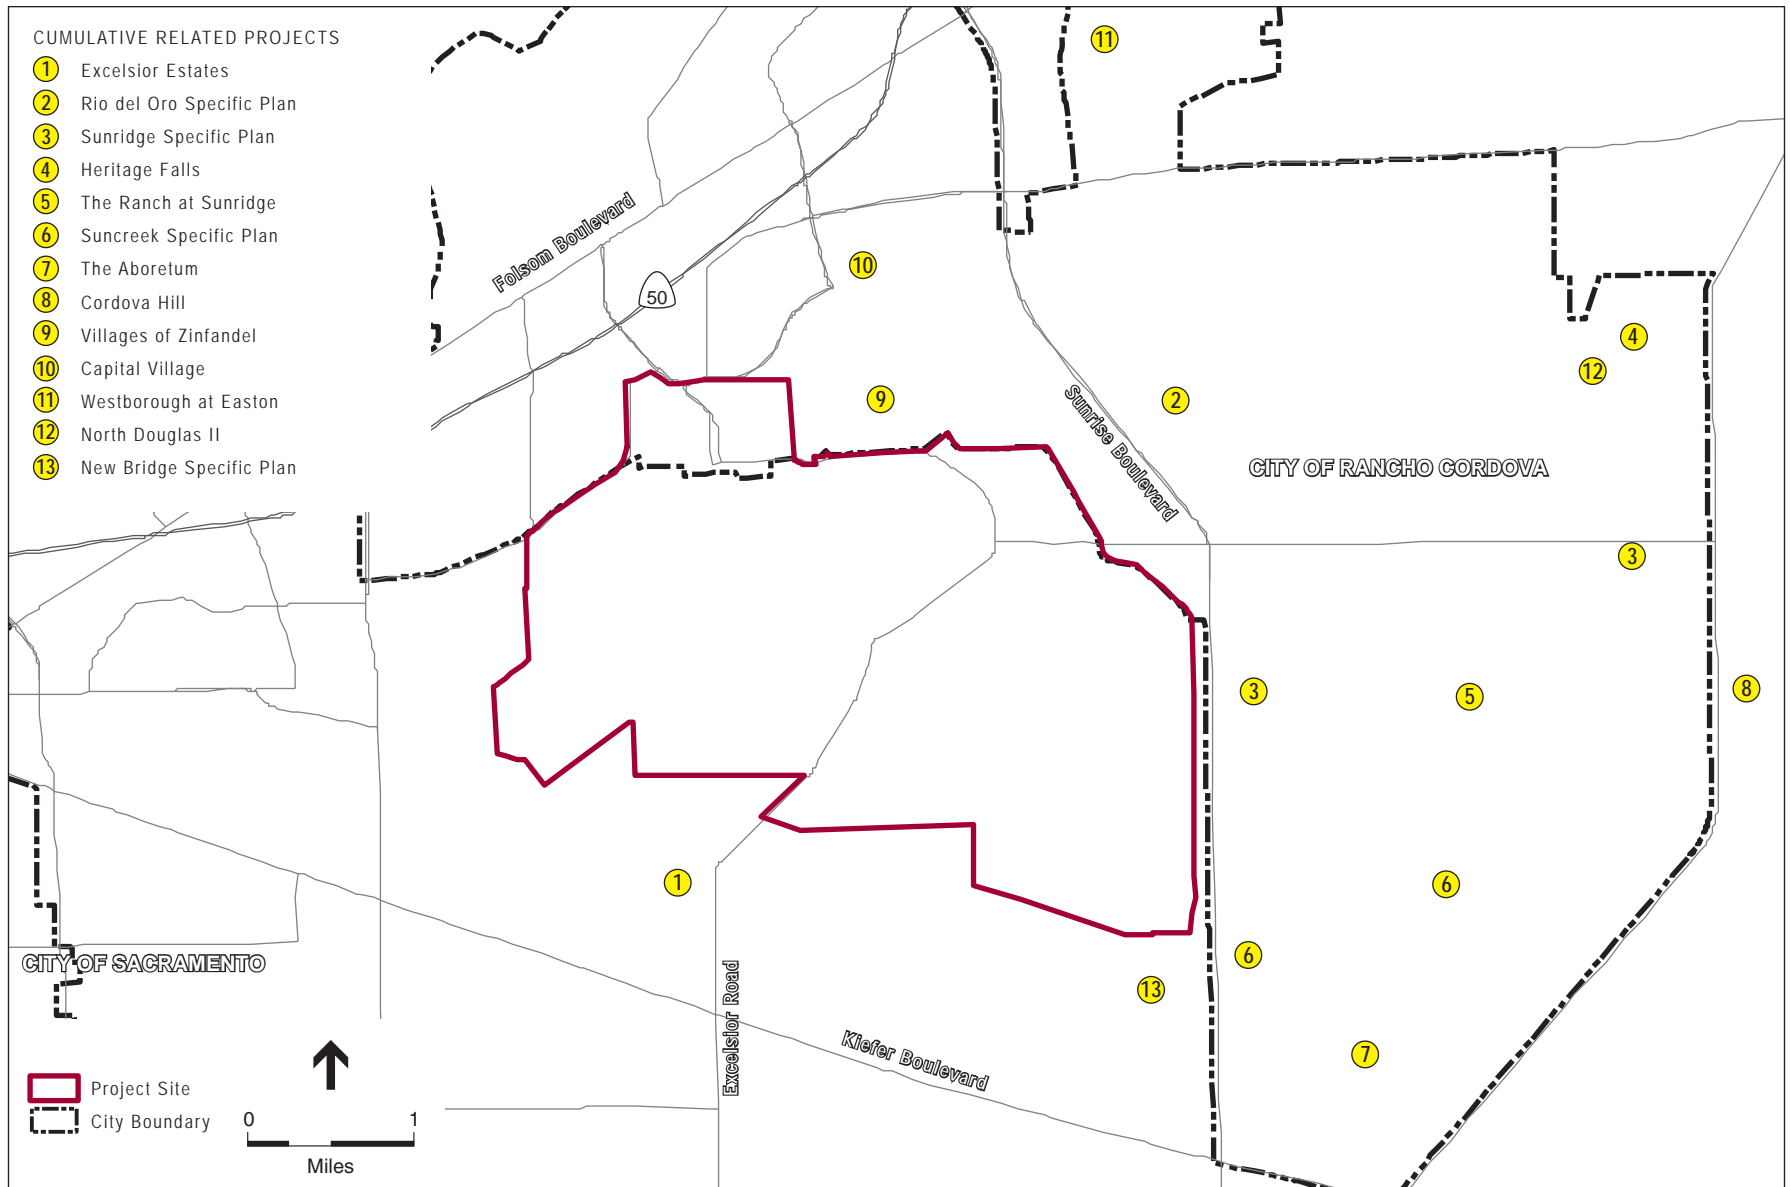 CUMULATIVE RELATED PROJECTS
1 Excelsior Estates
2 Rio del Oro Specific Plan
3 Sunridge Specific Plan
4 Heritage Falls
5 The Ranch at Sunridge
6 Suncreek Specific Plan
7 The Aboretum
8 Cordova Hill
9 Villages of Zinfandel
10 Capital Village
11 Westborough at Easton
12 North Douglas II
13 New Bridge Specific Plan
11
Folsom Boulevard
50
10
4
12
9
2
Sunrise Boulevard
CITY OF RANCHO CORDOVA
3
3
5
8
1
6
6
CITY OF SACRAMENTO
13
Excelsior Road
Kiefer Boulevard
7
Project Site
City Boundary
0 1
Miles